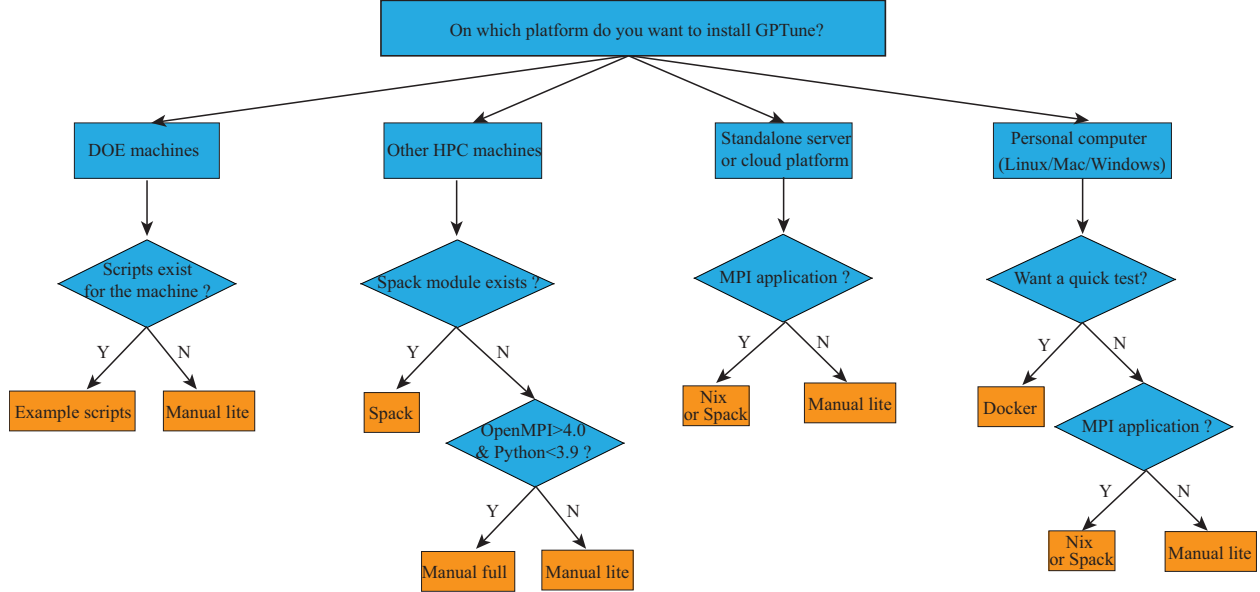 On which platform do you want to install GPTune?
DOE machines
Other HPC machines
Standalone server
or cloud platform
Personal computer
(Linux/Mac/Windows)
Scripts exist
for the machine ?
Spack module exists ?
MPI application ?
Want a quick test?
Y
N
Y
N
Y
N
Y
N
Example scripts
Manual lite
Spack
Nix
or Spack
Manual lite
Docker
OpenMPI>4.0
& Python<3.9 ?
MPI application ?
Y
N
Y
N
Manual full
Manual lite
Nix
or Spack
Manual lite